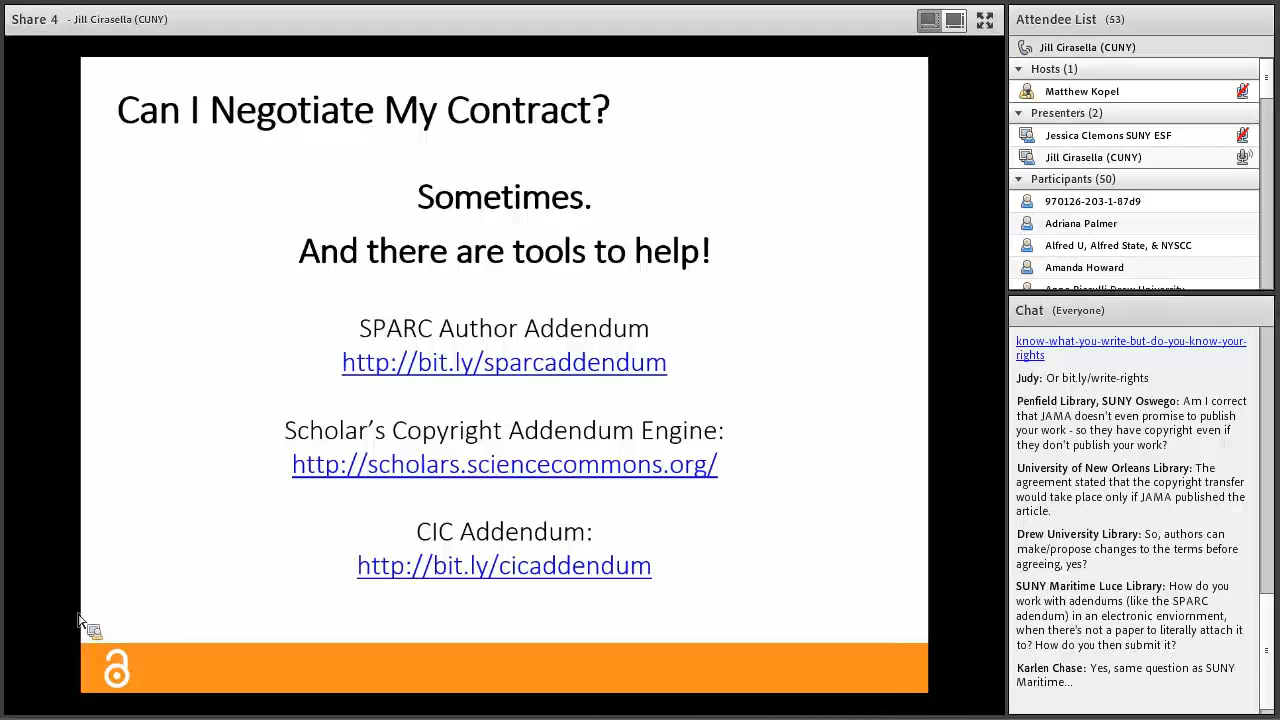 Share 4 - Jill Cirasella (CUNY)
Can I Negotiate My Contract?
Sometimes.
And there are tools to help!
SPARC Author Addendum
http://bit.ly/sparcaddendum
Scholar's Copyright Addendum Engine:
http://scholars.sciencecommons.org/
CIC Addendum:
http://bit.ly/cicaddendum
Attendee List (53)
Jill Cirasella (CUNY)
Hosts (1)
Matthew Kopel
Presenters (2)
Jessica Clemons SUNY ESF
Jill Cirasella (CUNY)
Participants (50)
970126-203-1-87d9
Adriana Palmer
Alfred U, Alfred State, & NYSCC
Amanda Howard
Chat (Everyone)
know-what-you-write-but-do-you-know-your-
rights
Judy: Or bit.ly/write-rights
Penfield Library, SUNY Oswego: Am I correct
that JAMA doesn't even promise to publish
your work - so they have copyright even if
they don't publish your work?
University of New Orleans Library: The
agreement stated that the copyright transfer
would take place only if JAMA published the
article.
Drew University Library: So, authors can
make/propose changes to the terms before
agreeing, yes?
SUNY Maritime Luce Library: How do you
work with adendums (like the SPARC
adendum) in an electronic enviornment,
when there's not a paper to literally attach it
to? How do you then submit it?
Karlen Chase: Yes, same question as SUNY
Maritime...